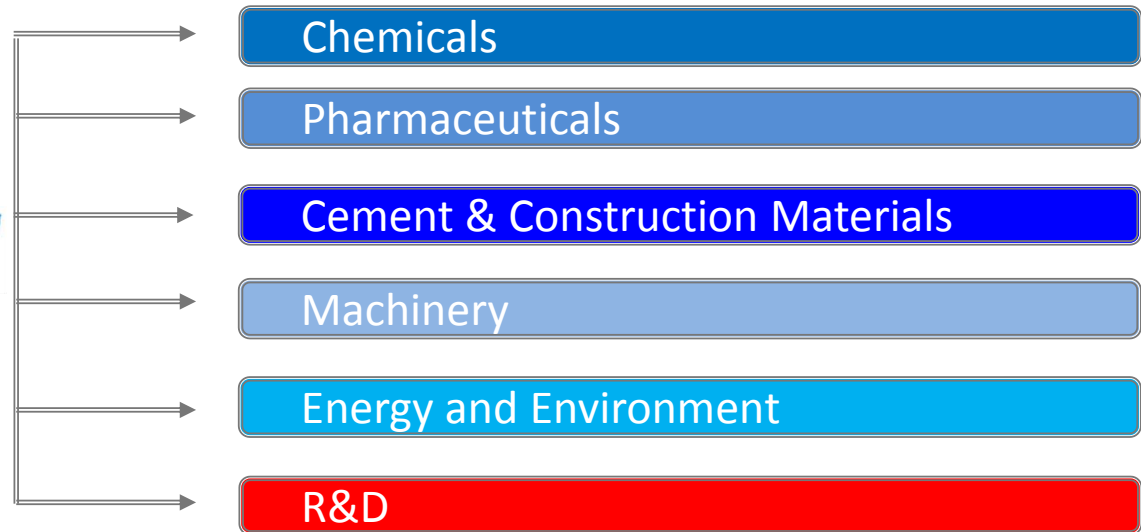 Chemicals
Pharmaceuticals
Cement & Construction Materials
Machinery
Energy and Environment
R&D